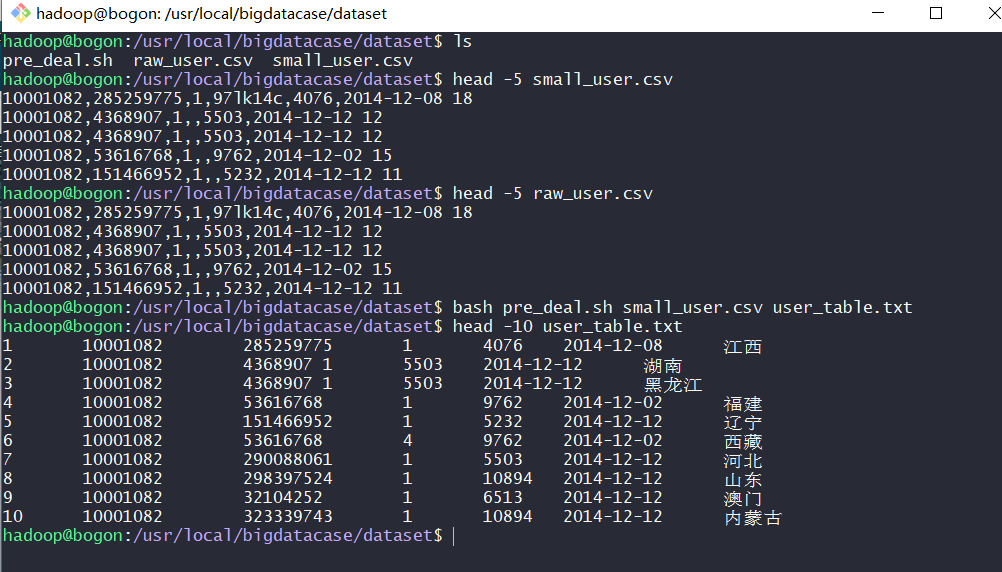 hadoop@bogon: /usr/local/bigdatacase/dataset
hadoop@bogon:/usr/local/bigdatacase/dataset$ ls
pre_deal.sh  raw_user.csv  small_user.csv
hadoop@bogon:/usr/local/bigdatacase/dataset$ head -5 small_user.csv
10001082,285259775,1,97lk14c,4076,2014-12-08 18
10001082,4368907,1,,5503,2014-12-12 12
10001082,4368907,1,,5503,2014-12-12 12
10001082,53616768,1,,9762,2014-12-02 15
10001082,151466952,1,,5232,2014-12-12 11
hadoop@bogon:/usr/local/bigdatacase/dataset$ head -5 raw_user.csv
10001082,285259775,1,97lk14c,4076,2014-12-08 18
10001082,4368907,1,,5503,2014-12-12 12
10001082,4368907,1,,5503,2014-12-12 12
10001082,53616768,1,,9762,2014-12-02 15
10001082,151466952,1,,5232,2014-12-12 11
hadoop@bogon:/usr/local/bigdatacase/dataset$ bash pre_deal.sh small_user.csv user_table.txt
hadoop@bogon:/usr/local/bigdatacase/dataset$ head -10 user_table.txt
1       10001082        285259775       1       4076    2014-12-08      江西
2       10001082        4368907 1       5503    2014-12-12      湖南
3       10001082        4368907 1       5503    2014-12-12      黑龙江
4       10001082        53616768        1       9762    2014-12-02      福建
5       10001082        151466952       1       5232    2014-12-12      辽宁
6       10001082        53616768        4       9762    2014-12-02      西藏
7       10001082        290088061       1       5503    2014-12-12      河北
8       10001082        298397524       1       10894   2014-12-12      山东
9       10001082        32104252        1       6513    2014-12-12      澳门
10      10001082        323339743       1       10894   2014-12-12      内蒙古
hadoop@bogon:/usr/local/bigdatacase/dataset$